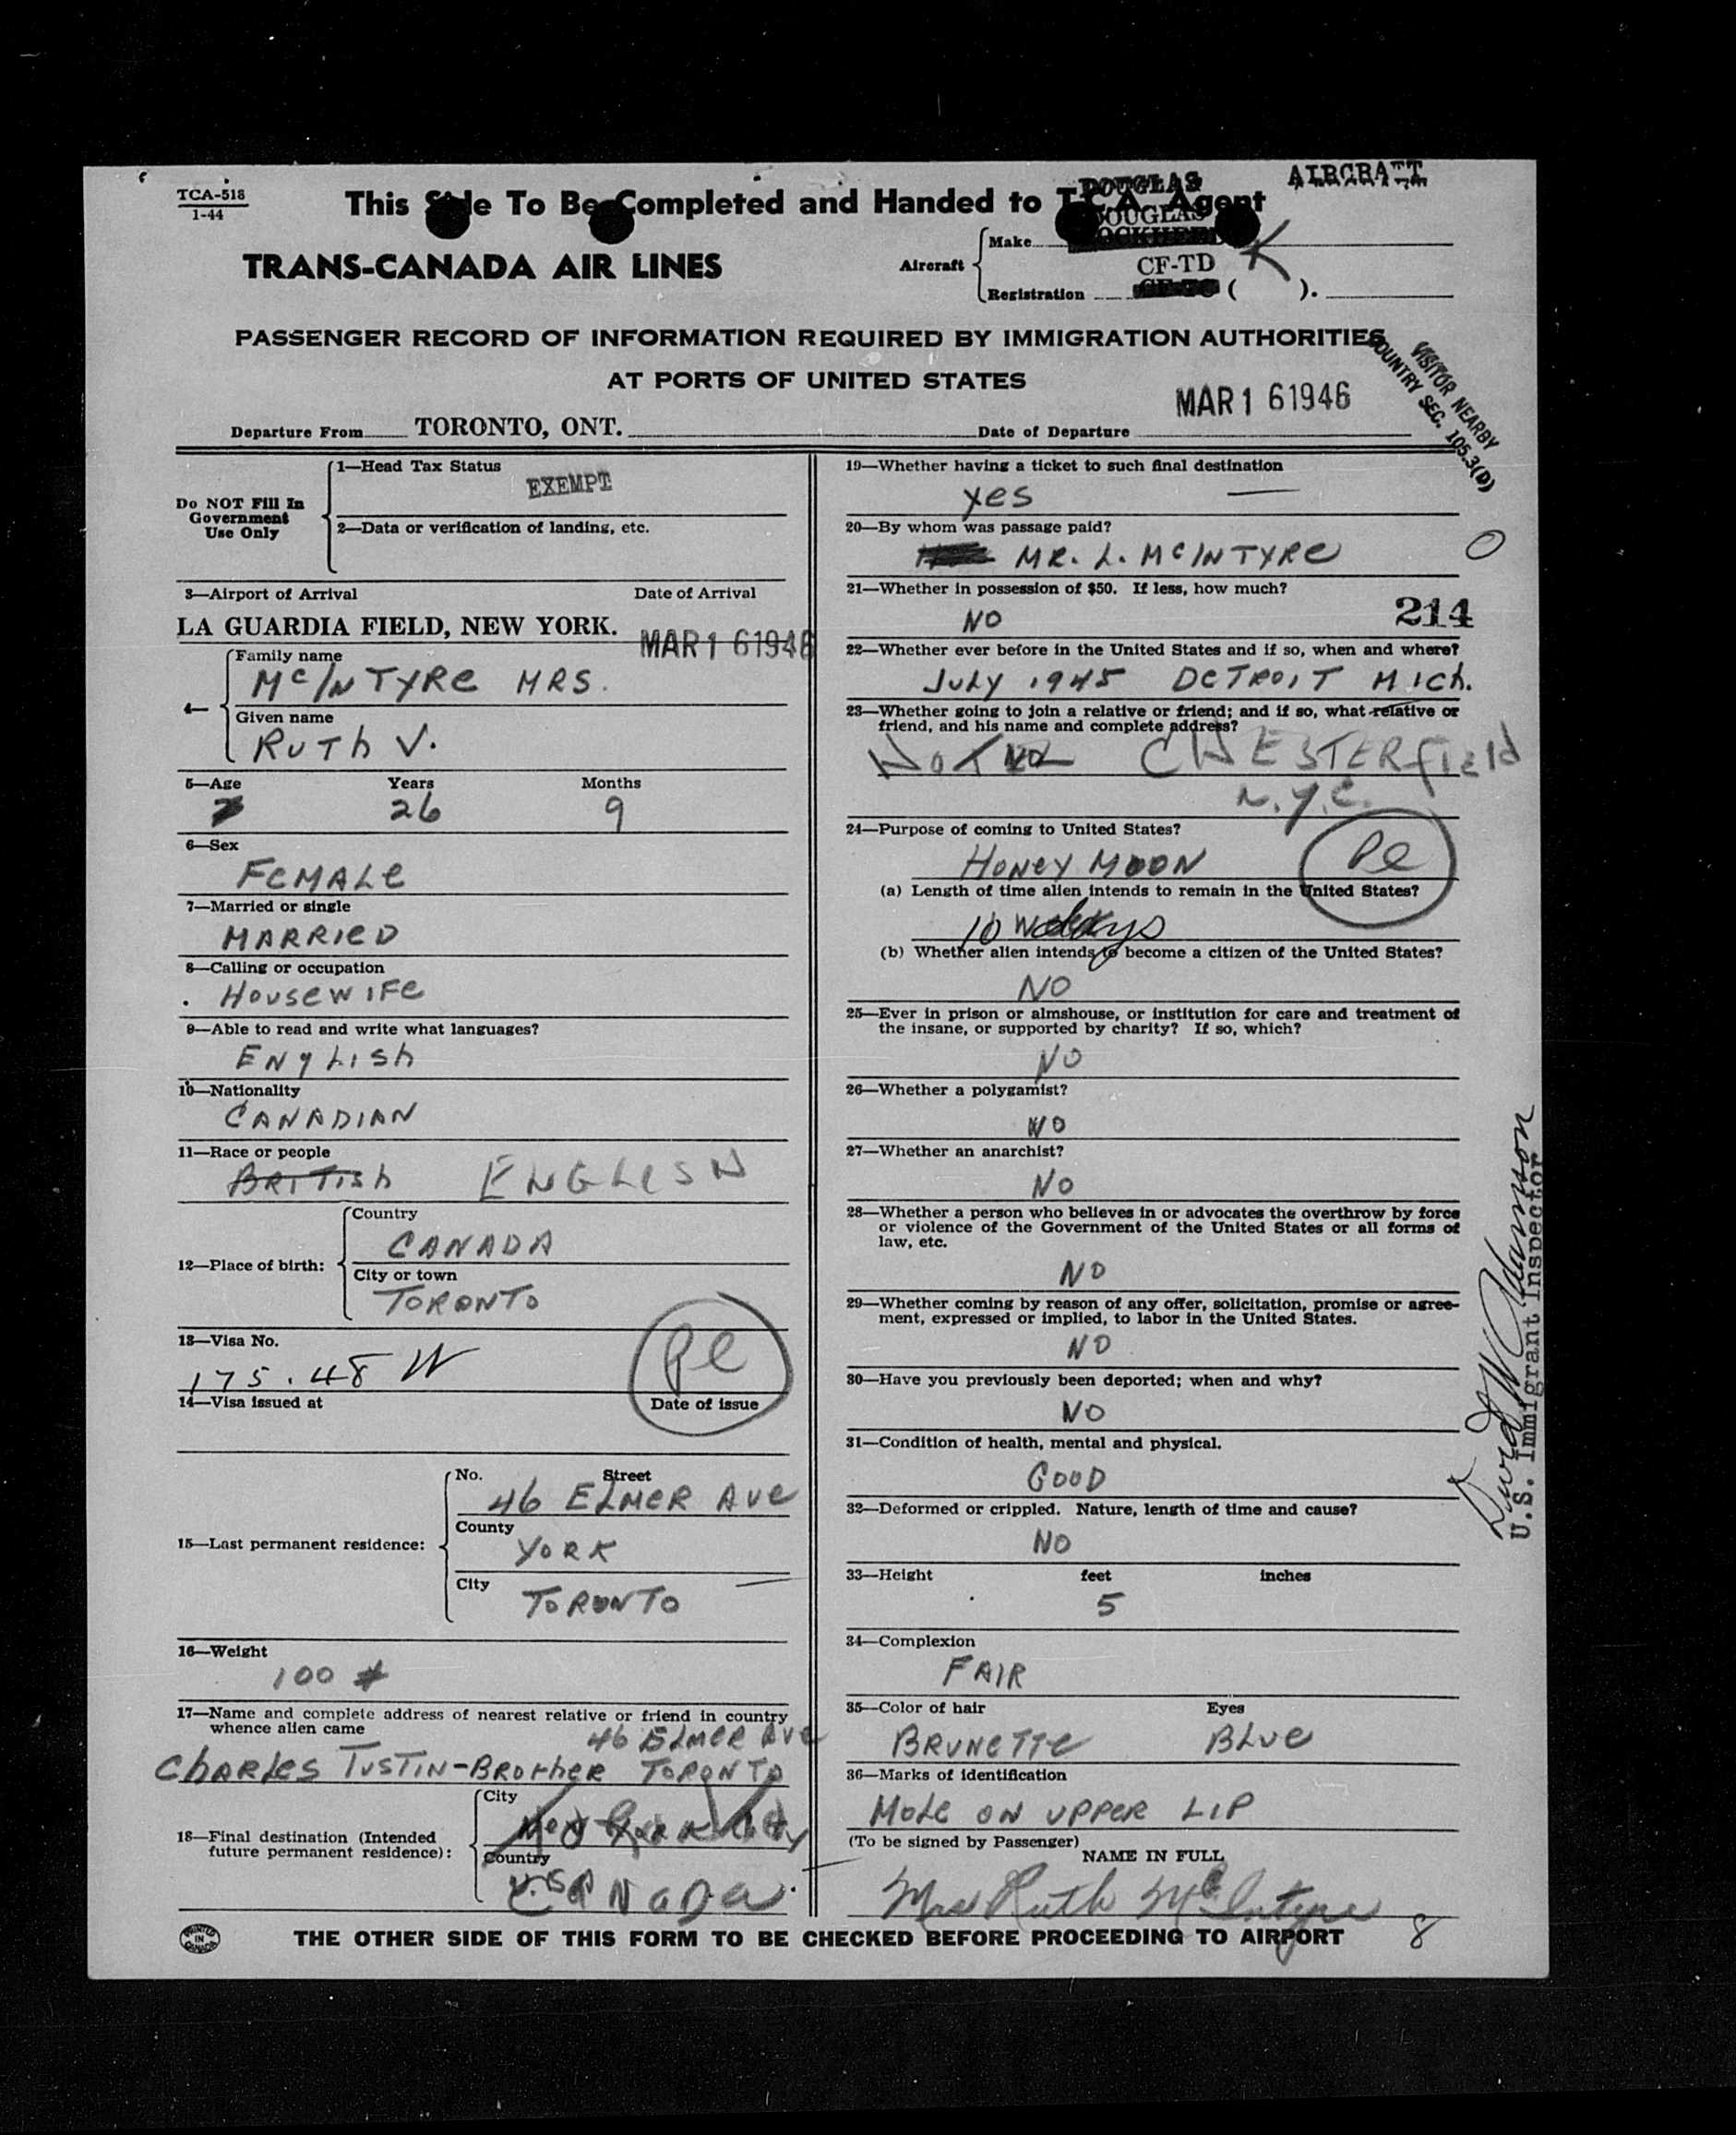 TCA-518
1-44
This Side To Be Completed and Handed to T.C.A. Agent
DOUGLAS AIRCRAFT
DOUGLAS
LOCKHEED
TRANS-CANADA AIR LINES
Aircraft
Make
CF-TD K
Registration ( ).
PASSENGER RECORD OF INFORMATION REQUIRED BY IMMIGRATION AUTHORITIES
AT PORTS OF UNITED STATES
VISITOR NEARBY
COUNTRY SEC. 105.3(D)
MAR 16 1946
Departure From TORONTO, ONT. Date of Departure
Do NOT Fill In
Government
Use Only
1—Head Tax Status
EXEMPT
2—Data or verification of landing, etc.
3—Airport of Arrival Date of Arrival
LA GUARDIA FIELD, NEW YORK. MAR 16 1946
4—
Family name
McINTYRE MRS.
Given name
RUTH V.
5—Age Years Months
26 9
6—Sex
FEMALE
7—Married or single
MARRIED
8—Calling or occupation
HOUSEWIFE
9—Able to read and write what languages?
ENGLISH
10—Nationality
CANADIAN
11—Race or people
BRITISH ENGLISH
12—Place of birth:
Country
CANADA
City or town
TORONTO
13—Visa No.
175.48 W
Pe
14—Visa issued at Date of issue
15—Last permanent residence:
No. Street
46 ELMER AVE
County
YORK
City
TORONTO
16—Weight
100 #
17—Name and complete address of nearest relative or friend in country
whence alien came
46 ELMER AVE
CHARLES TUSTIN-BROTHER TORONTO
18—Final destination (Intended
future permanent residence):
City
New York City
Country
U.S.A
CANADA
19—Whether having a ticket to such final destination
YES —
20—By whom was passage paid?
MR. L. McINTYRE
0
21—Whether in possession of $50. If less, how much?
NO
214
22—Whether ever before in the United States and if so, when and where?
JULY 1945 DETROIT MICH.
23—Whether going to join a relative or friend; and if so, what relative or
friend, and his name and complete address?
HOTEL CHESTERFIELD
N.Y.C.
24—Purpose of coming to United States?
HONEY MOON
Pe
(a) Length of time alien intends to remain in the United States?
10 days
(b) Whether alien intends to become a citizen of the United States?
NO
25—Ever in prison or almshouse, or institution for care and treatment of
the insane, or supported by charity? If so, which?
NO
26—Whether a polygamist?
NO
27—Whether an anarchist?
NO
28—Whether a person who believes in or advocates the overthrow by force
or violence of the Government of the United States or all forms of
law, etc.
NO
29—Whether coming by reason of any offer, solicitation, promise or agree-
ment, expressed or implied, to labor in the United States.
NO
30—Have you previously been deported; when and why?
NO
31—Condition of health, mental and physical.
GOOD
32—Deformed or crippled. Nature, length of time and cause?
NO
33—Height feet inches
5
34—Complexion
FAIR
35—Color of hair Eyes
BRUNETTE BLUE
36—Marks of identification
MOLE ON UPPER LIP
(To be signed by Passenger)
NAME IN FULL
Mrs Ruth McIntyre
David W Adamson
U.S. Immigrant Inspector
PRINTED
IN
CANADA
THE OTHER SIDE OF THIS FORM TO BE CHECKED BEFORE PROCEEDING TO AIRPORT
8